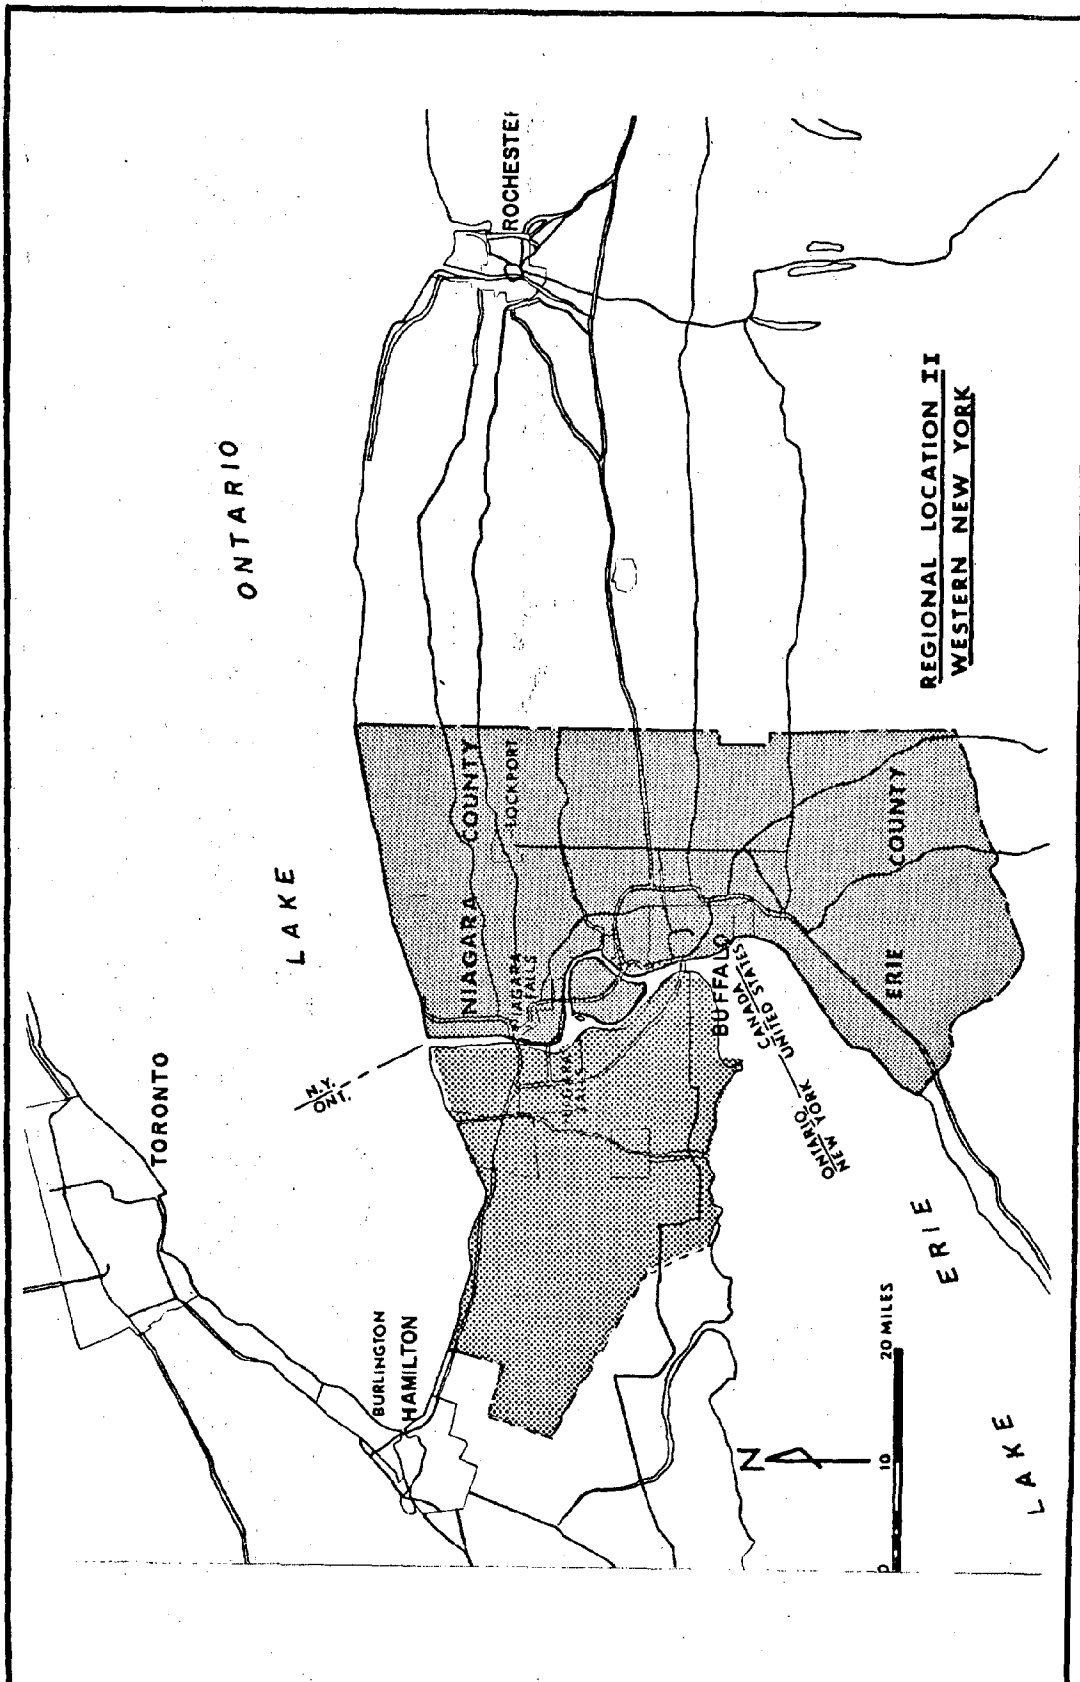 LAKE ONTARIO
TORONTO
BURLINGTON
HAMILTON
N.Y.
ONT.
ROCHESTER
NIAGARA COUNTY
LOCKPORT
NIAGARA
FALLS
NIAGARA
FALLS
BUFFALO
CANADA
UNITED STATES
ONTARIO
NEW YORK
ERIE COUNTY
LAKE ERIE
REGIONAL LOCATION II
WESTERN NEW YORK
N
0 10 20 MILES